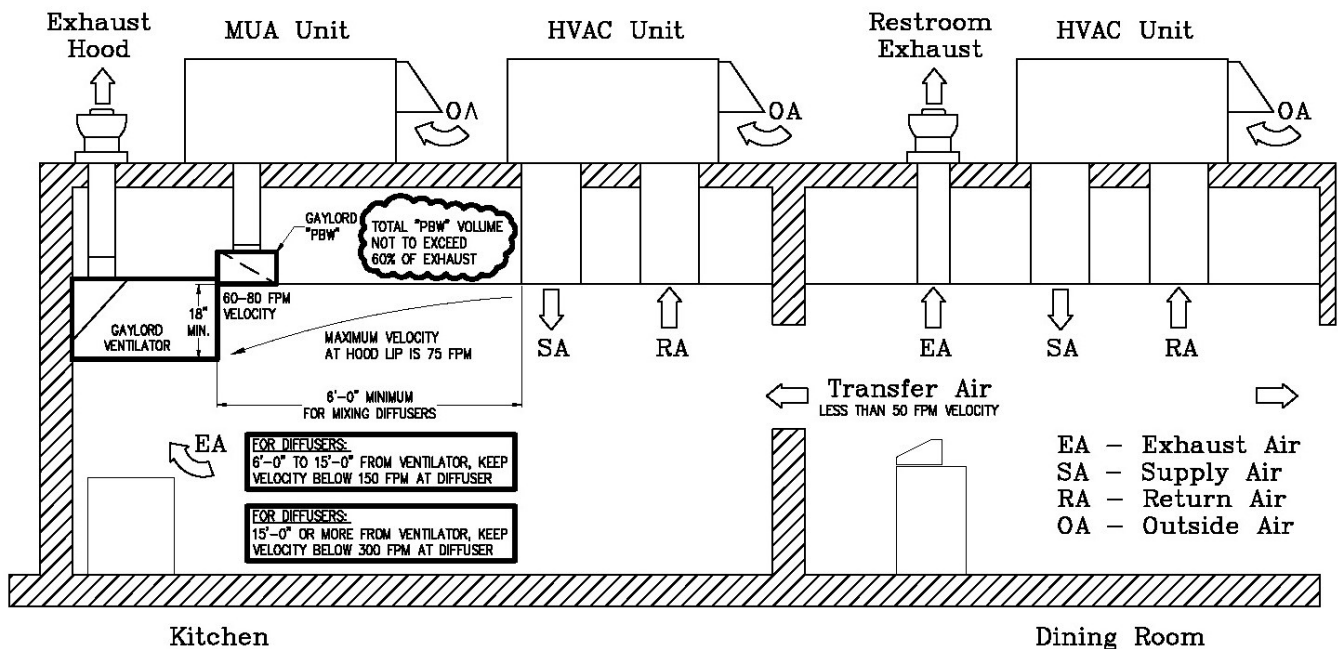 Exhaust
Hood
MUA Unit
HVAC Unit
Restroom
Exhaust
HVAC Unit
OA
OA
OA
GAYLORD
"PBW"
TOTAL "PBW" VOLUME
NOT TO EXCEED
60% OF EXHAUST
60-80 FPM
VELOCITY
18"
MIN.
GAYLORD
VENTILATOR
MAXIMUM VELOCITY
AT HOOD LIP IS 75 FPM
SA
RA
EA
SA
RA
6'-0" MINIMUM
FOR MIXING DIFFUSERS
Transfer Air
LESS THAN 50 FPM VELOCITY
EA
FOR DIFFUSERS:
6'-0" TO 15'-0" FROM VENTILATOR, KEEP
VELOCITY BELOW 150 FPM AT DIFFUSER
FOR DIFFUSERS:
15'-0" OR MORE FROM VENTILATOR, KEEP
VELOCITY BELOW 300 FPM AT DIFFUSER
EA - Exhaust Air
SA - Supply Air
RA - Return Air
OA - Outside Air
Kitchen
Dining Room